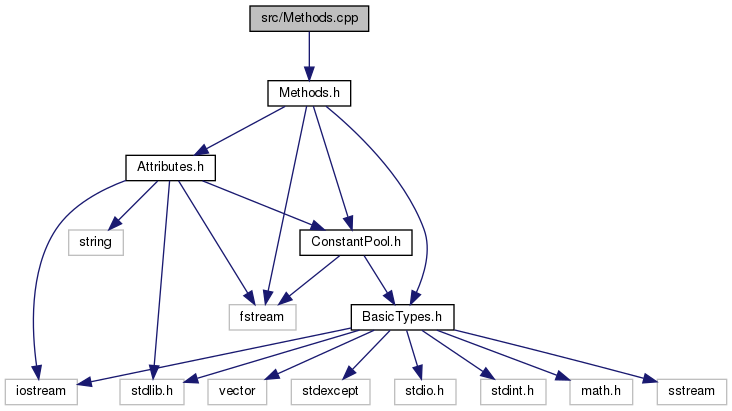 src/Methods.cpp
Methods.h
Attributes.h
string
ConstantPool.h
fstream
BasicTypes.h
iostream
stdlib.h
vector
stdexcept
stdio.h
stdint.h
math.h
sstream